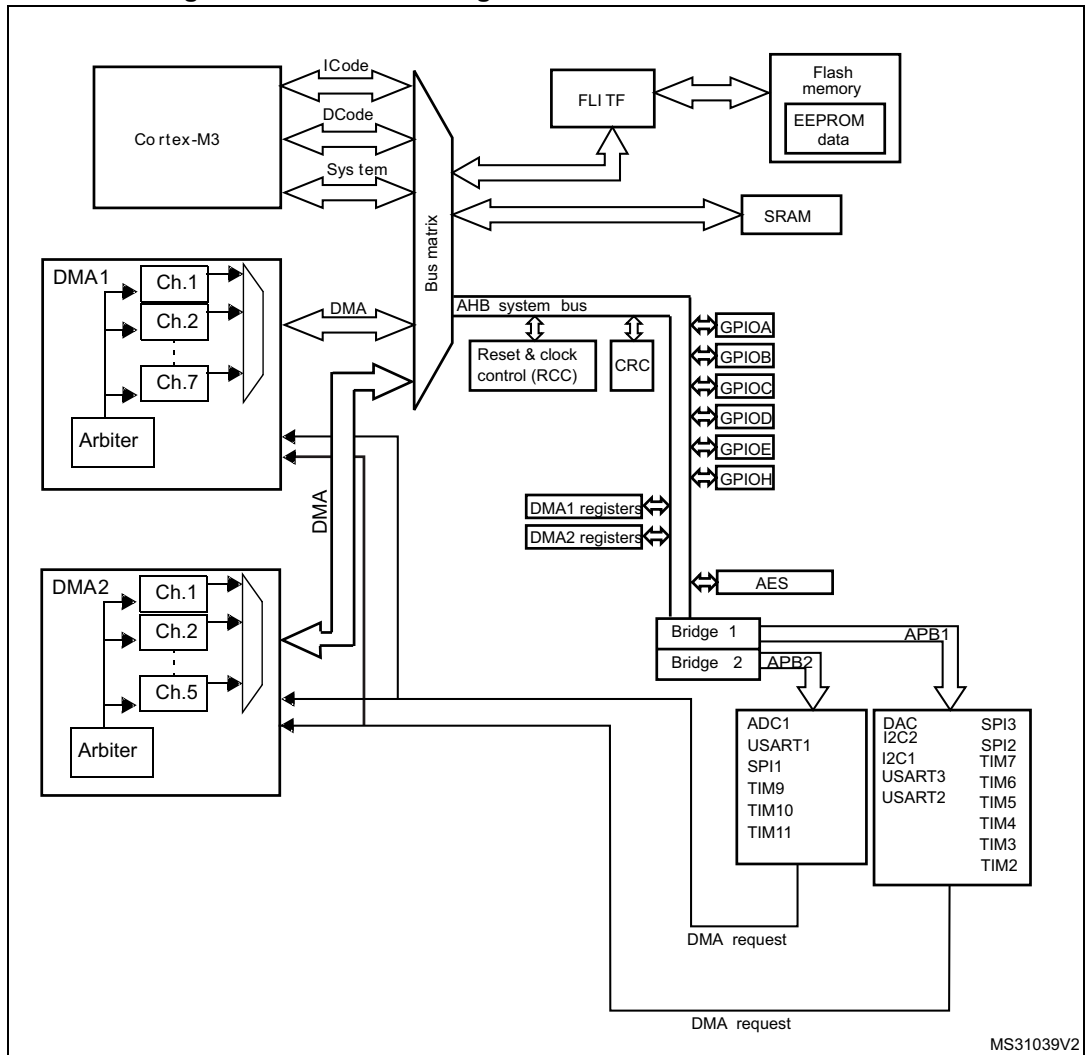 ICode
DCode
System
Cortex-M3
Bus matrix
FLITF
Flash
memory
EEPROM
data
SRAM
DMA1
Ch.1
Ch.2
Ch.7
Arbiter
DMA
AHB system bus
Reset & clock
control (RCC)
CRC
GPIOA
GPIOB
GPIOC
GPIOD
GPIOE
GPIOH
DMA1 registers
DMA2 registers
DMA
AES
DMA2
Ch.1
Ch.2
Ch.5
Arbiter
Bridge 1
Bridge 2
APB1
APB2
ADC1
USART1
SPI1
TIM9
TIM10
TIM11
DAC
I2C2
I2C1
USART3
USART2
SPI3
SPI2
TIM7
TIM6
TIM5
TIM4
TIM3
TIM2
DMA request
DMA request
MS31039V2